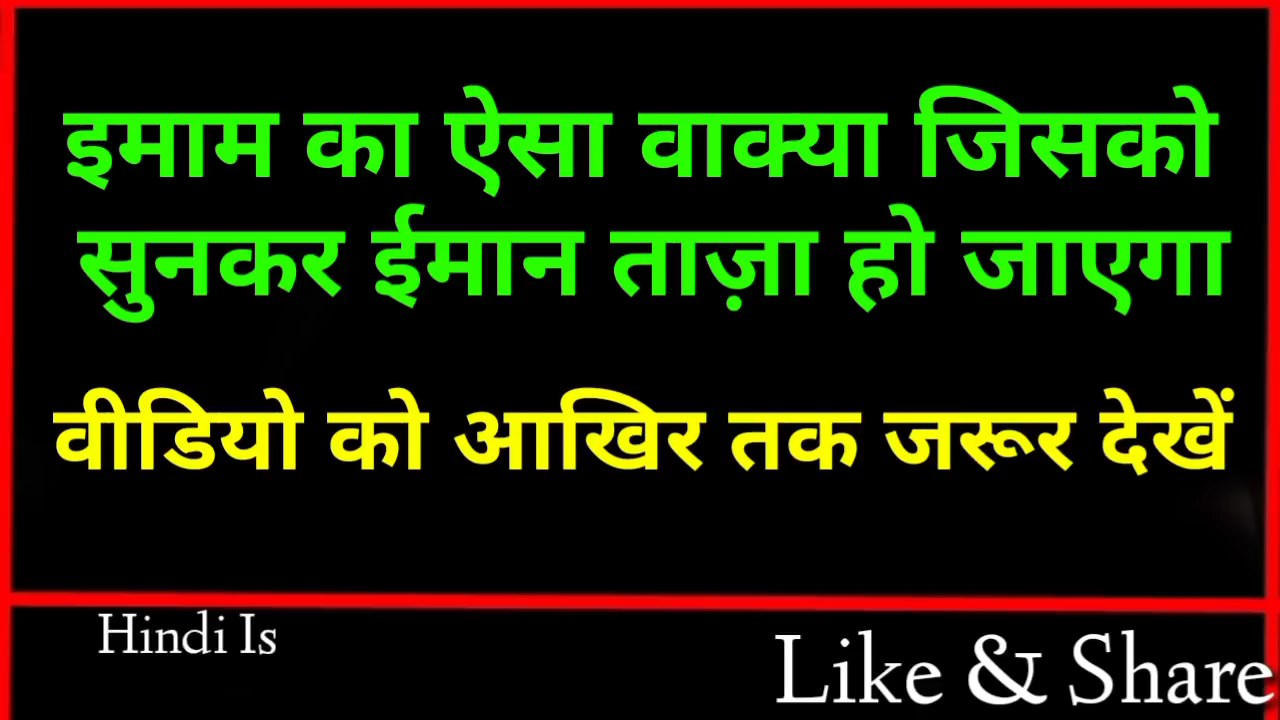 इमाम का ऐसा वाक्या जिसको
सुनकर ईमान ताज़ा हो जाएगा
वीडियो को आखिर तक जरूर देखें
Hindi Is
Like & Share